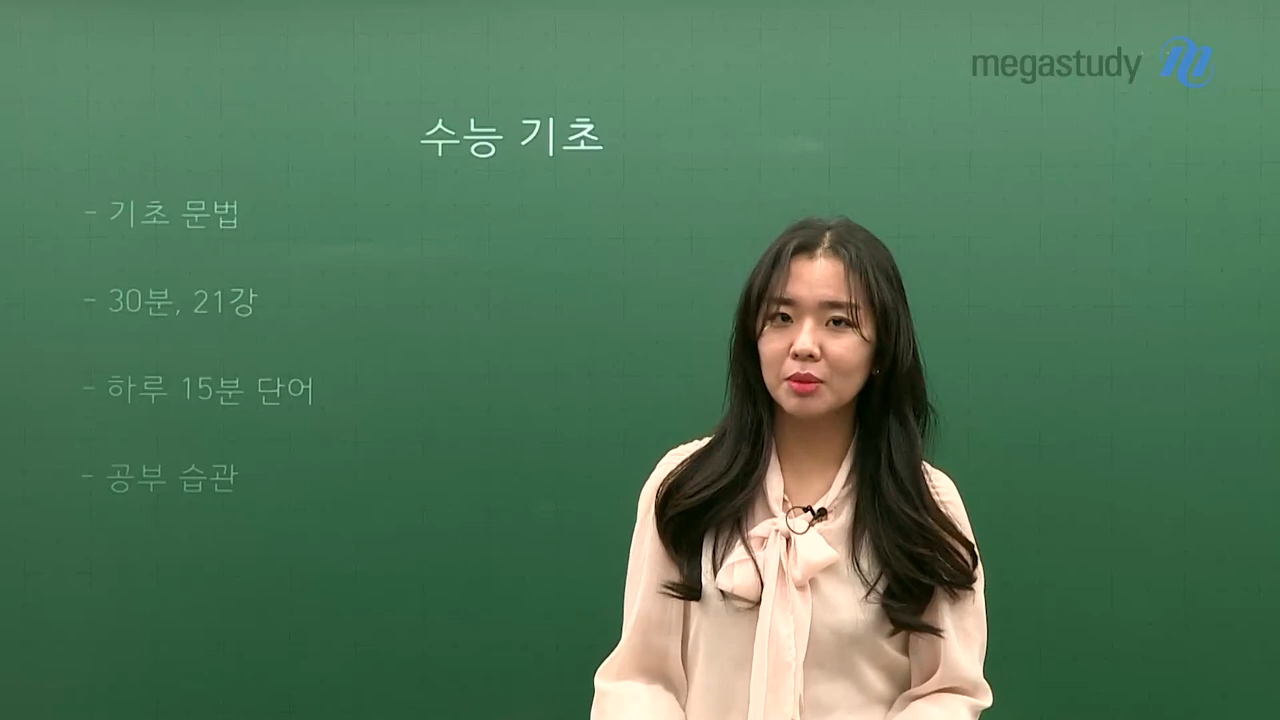 megastudy
수능 기초
- 기초 문법
- 30분, 21강
- 하루 15분 단어
- 공부 습관